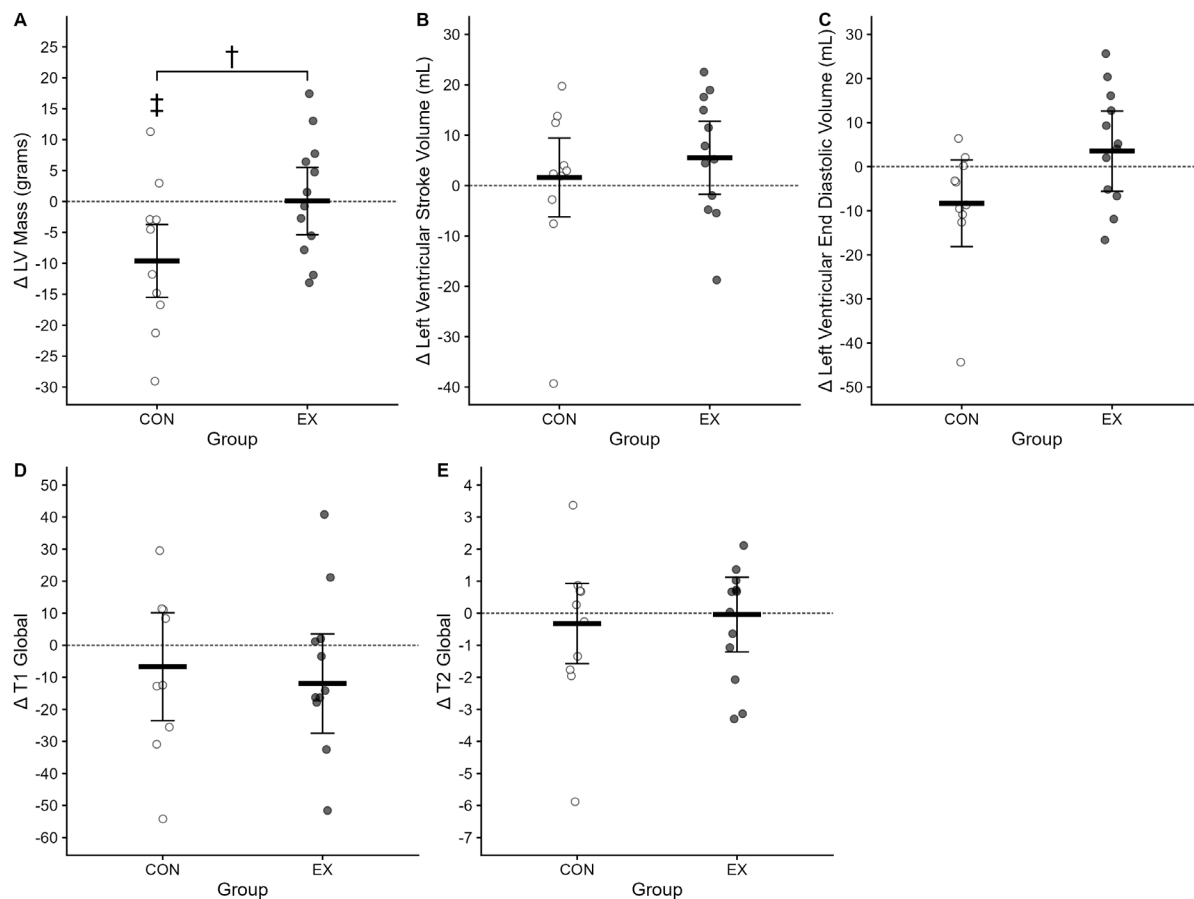 A
Δ LV Mass (grams)
25
20
15
10
5
0
-5
-10
-15
-20
-25
-30
†
‡
CON
EX
Group
B
Δ Left Ventricular Stroke Volume (mL)
30
20
10
0
-10
-20
-30
-40
CON
EX
Group
C
Δ Left Ventricular End Diastolic Volume (mL)
30
20
10
0
-10
-20
-30
-40
-50
CON
EX
Group
D
Δ T1 Global
50
40
30
20
10
0
-10
-20
-30
-40
-50
-60
CON
EX
Group
E
Δ T2 Global
4
3
2
1
0
-1
-2
-3
-4
-5
-6
-7
CON
EX
Group